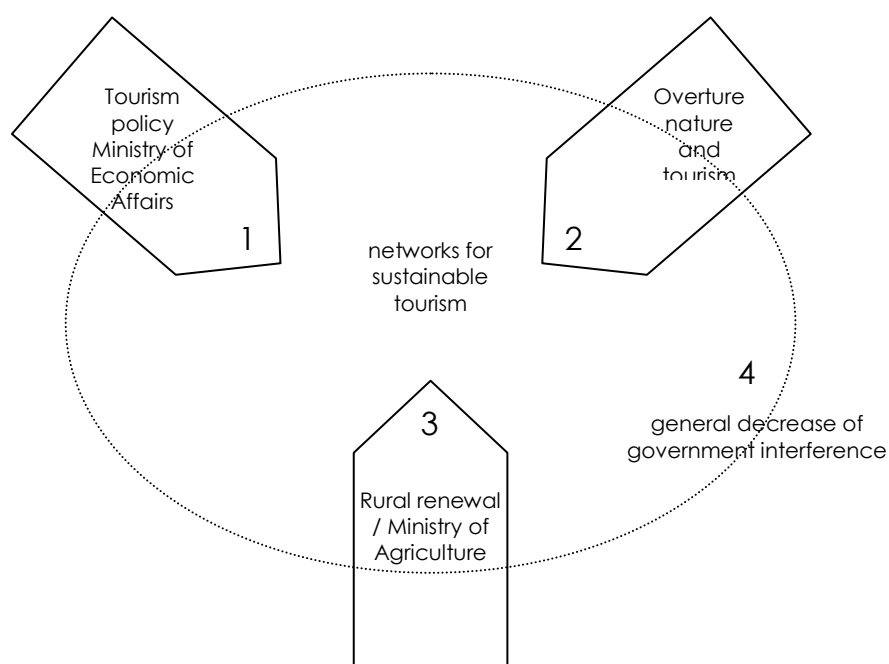 Tourism
policy
Ministry of
Economic
Affairs
1
Overture
nature
and
tourism
2
networks for
sustainable
tourism
3
Rural renewal
/ Ministry of
Agriculture
4
general decrease of
government interference